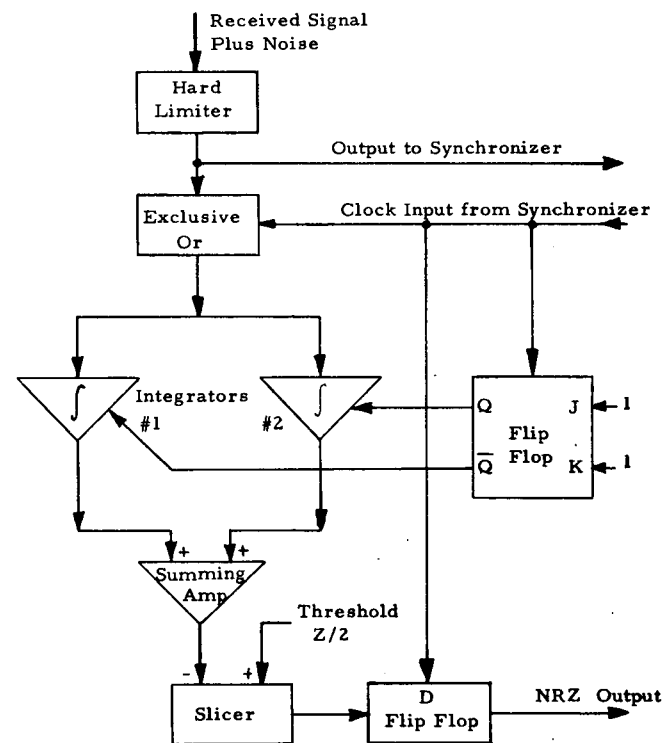 Received Signal
Plus Noise
Hard
Limiter
Output to Synchronizer
Clock Input from Synchronizer
Exclusive
Or
∫
Integrators
#1
#2
∫
Q
J
1
Flip
Flop
Q̅
K
1
+
+
Summing
Amp
Threshold
Z/2
-
+
Slicer
D
Flip Flop
NRZ Output